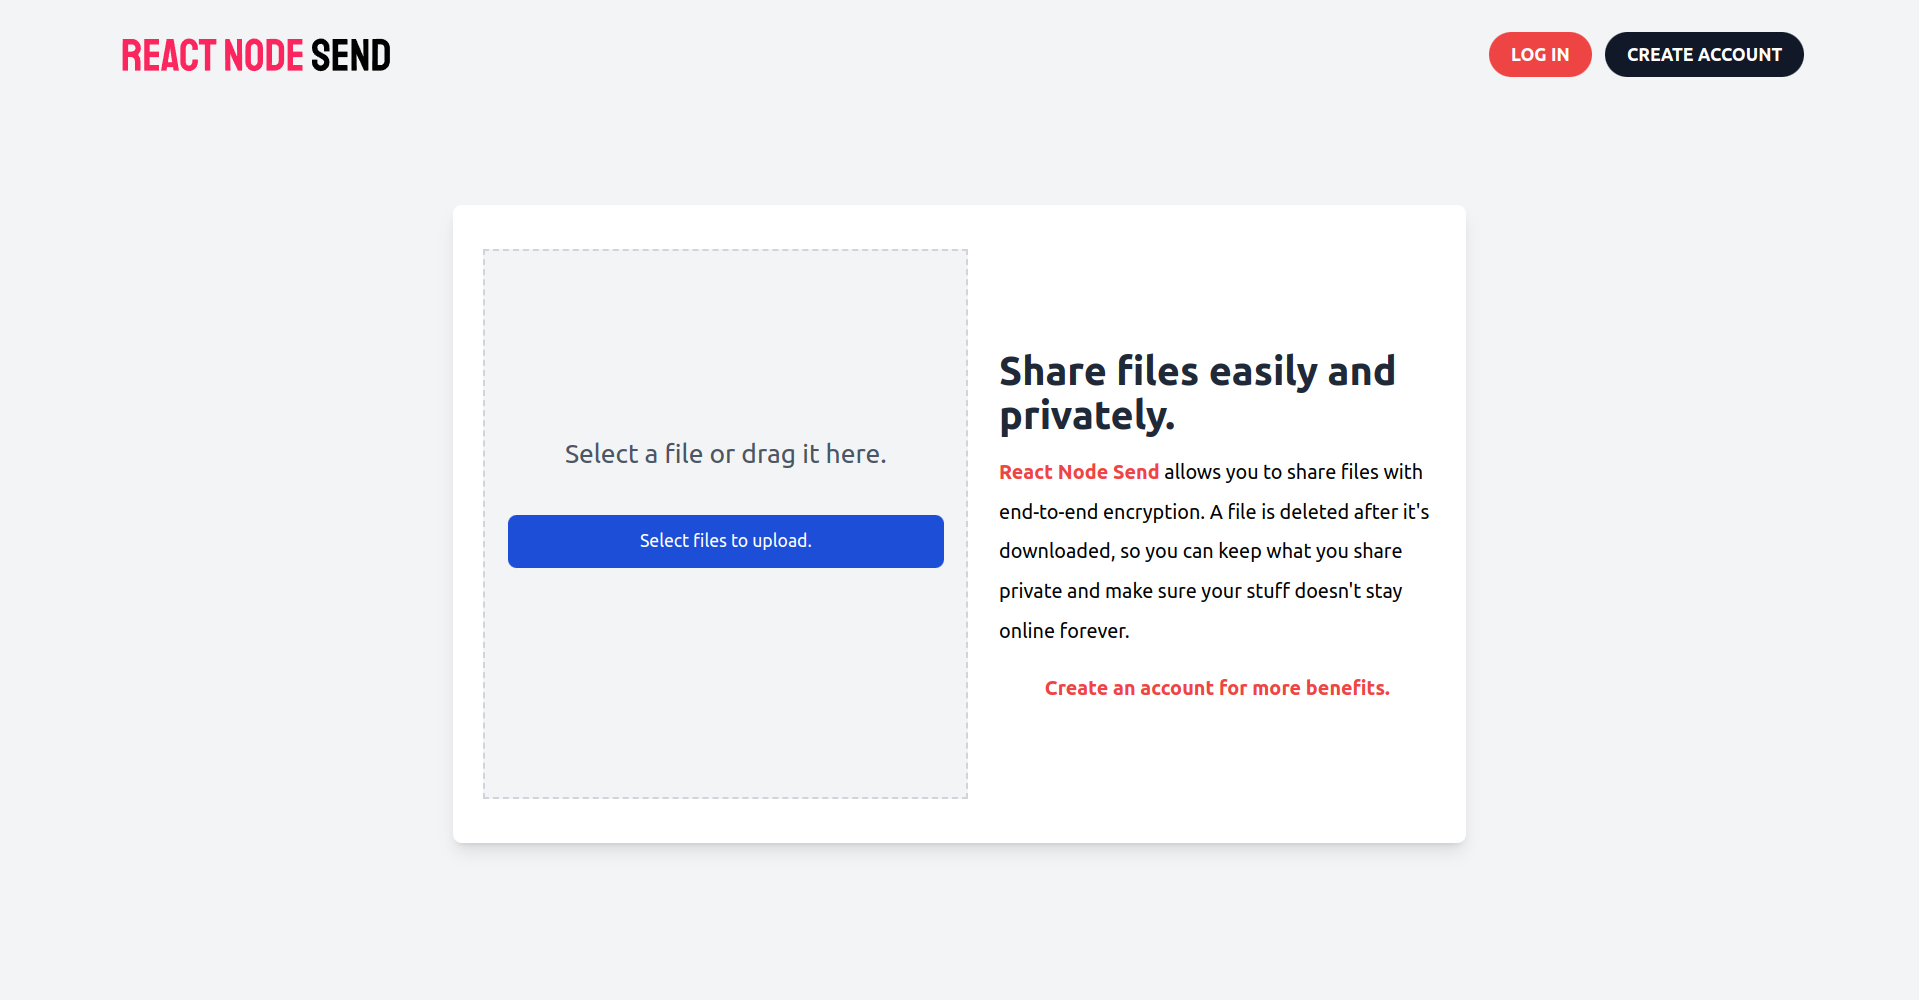 REACT NODE SEND
LOG IN
CREATE ACCOUNT
Select a file or drag it here.
Select files to upload.
Share files easily and
privately.
React Node Send allows you to share files with
end-to-end encryption. A file is deleted after it's
downloaded, so you can keep what you share
private and make sure your stuff doesn't stay
online forever.
Create an account for more benefits.